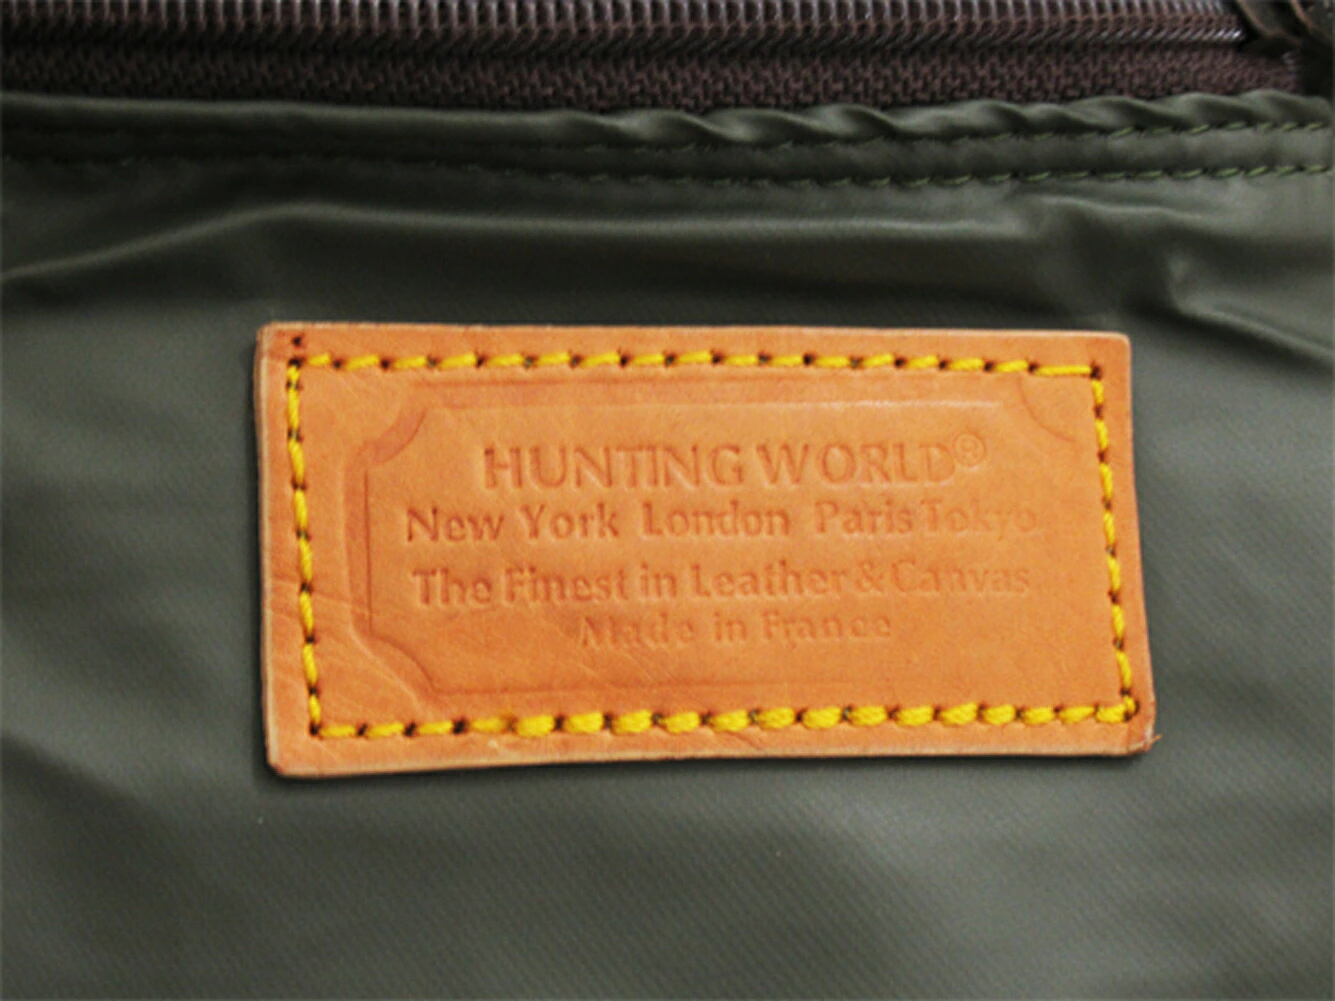 HUNTING WORLD®
New York London Paris Tokyo
The Finest in Leather & Canvas
Made in France